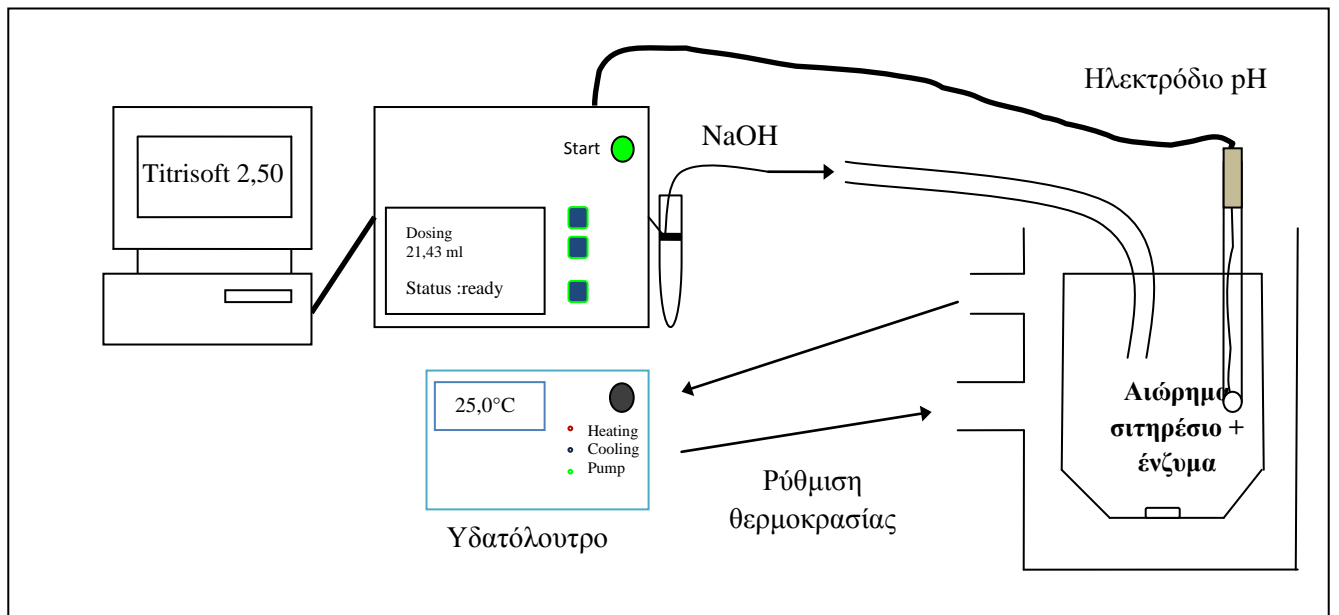 Ηλεκτρόδιο pH
NaOH
Start
Titrisoft 2,50
Dosing
21,43 ml
Status :ready
25,0°C
Heating
Cooling
Pump
Υδατόλουτρο
Ρύθμιση
θερμοκρασίας
Αιώρημα
σιτηρέσιο +
ένζυμα